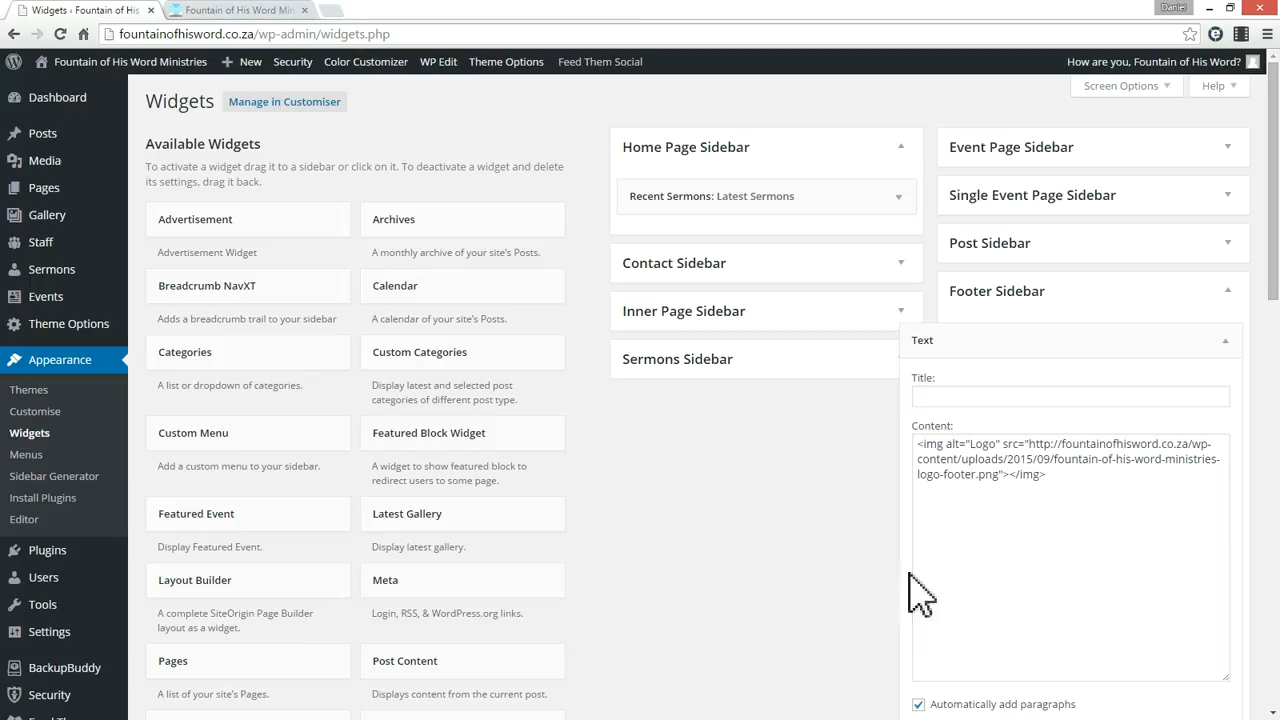 Widgets ‹ Fountain of His
Fountain of His Word Min
Daniel
fountainofhisword.co.za/wp-admin/widgets.php
Fountain of His Word Ministries
New
Security
Color Customizer
WP Edit
Theme Options
Feed Them Social
How are you, Fountain of His Word?
Dashboard
Posts
Media
Pages
Gallery
Staff
Sermons
Events
Theme Options
Appearance
Themes
Customise
Widgets
Menus
Sidebar Generator
Install Plugins
Editor
Plugins
Users
Tools
Settings
BackupBuddy
Security
Screen Options
Help
Widgets
Manage in Customiser
Available Widgets
To activate a widget drag it to a sidebar or click on it. To deactivate a widget and delete
its settings, drag it back.
Advertisement
Advertisement Widget
Archives
A monthly archive of your site's Posts.
Breadcrumb NavXT
Adds a breadcrumb trail to your sidebar
Calendar
A calendar of your site's Posts.
Categories
A list or dropdown of categories.
Custom Categories
Display latest and selected post
categories of different post type.
Custom Menu
Add a custom menu to your sidebar.
Featured Block Widget
A widget to show featured block to
redirect users to some page.
Featured Event
Display Featured Event.
Latest Gallery
Display latest gallery.
Layout Builder
A complete SiteOrigin Page Builder
layout as a widget.
Meta
Login, RSS, & WordPress.org links.
Pages
A list of your site's Pages.
Post Content
Displays content from the current post.
Home Page Sidebar
Recent Sermons: Latest Sermons
Contact Sidebar
Inner Page Sidebar
Sermons Sidebar
Event Page Sidebar
Single Event Page Sidebar
Post Sidebar
Footer Sidebar
Text
Title:
Content:
<img alt="Logo" src="http://fountainofhisword.co.za/wp-
content/uploads/2015/09/fountain-of-his-word-ministries-
logo-footer.png"></img>
Automatically add paragraphs